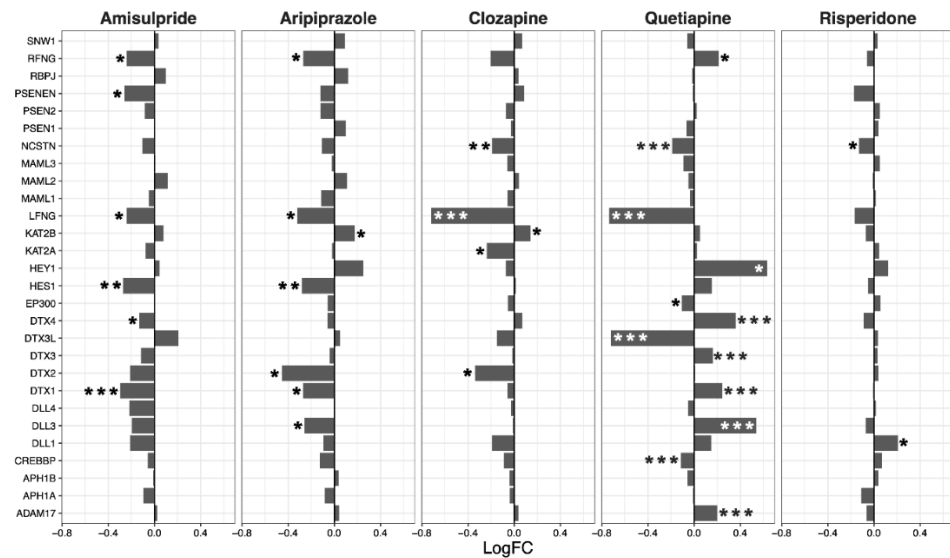 Amisulpride Aripiprazole Clozapine Quetiapine Risperidone
SNW1
RFNG * * *
RBPJ
PSENEN *
PSEN2
PSEN1
NCSTN ** *** *
MAML3
MAML2
MAML1
LFNG * * *** ***
KAT2B * *
KAT2A *
HEY1 *
HES1 ** **
EP300 *
DTX4 * ***
DTX3L ***
DTX3 ***
DTX2 * *
DTX1 *** * ***
DLL4
DLL3 * ***
DLL1 *
CREBBP ***
APH1B
APH1A
ADAM17 ***
-0.8 -0.4 0.0 0.4 -0.8 -0.4 0.0 0.4 -0.8 -0.4 0.0 0.4 -0.8 -0.4 0.0 0.4 -0.8 -0.4 0.0 0.4
LogFC